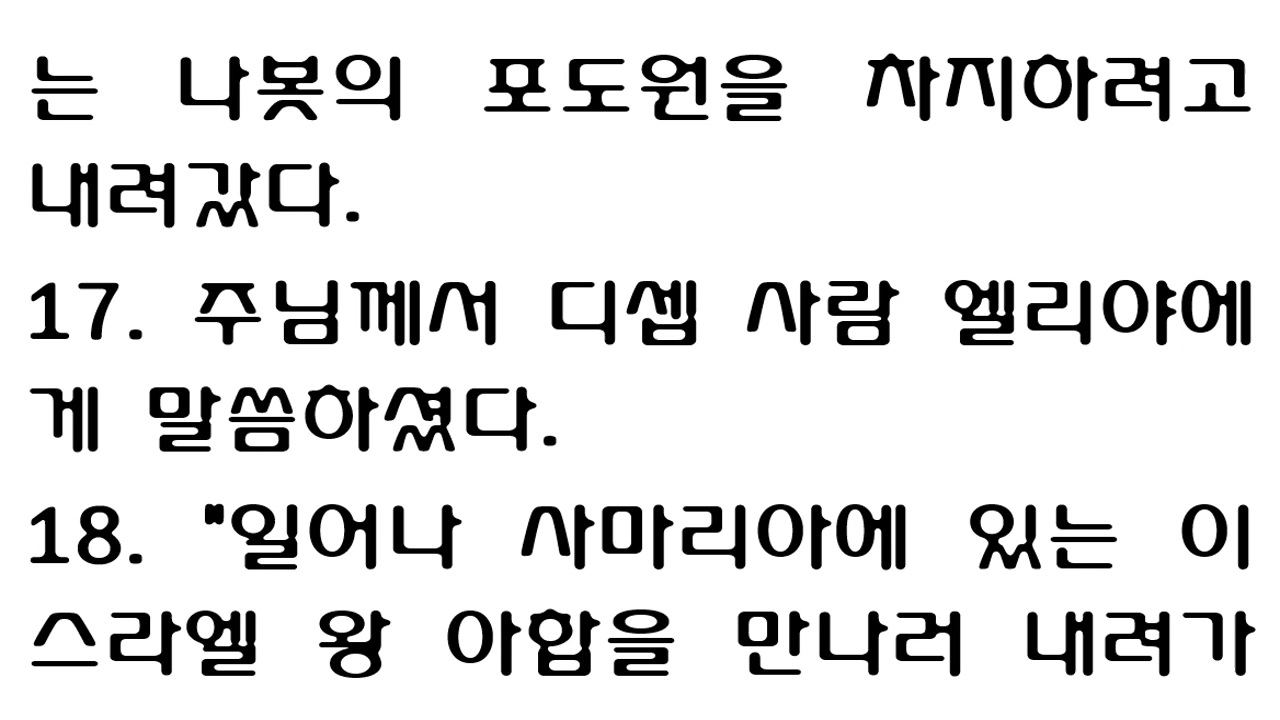 는 나봇의 포도원을 차지하려고
내려갔다.
17. 주님께서 디셉 사람 엘리야에
게 말씀하셨다.
18. "일어나 사마리아에 있는 이
스라엘 왕 아합을 만나러 내려가